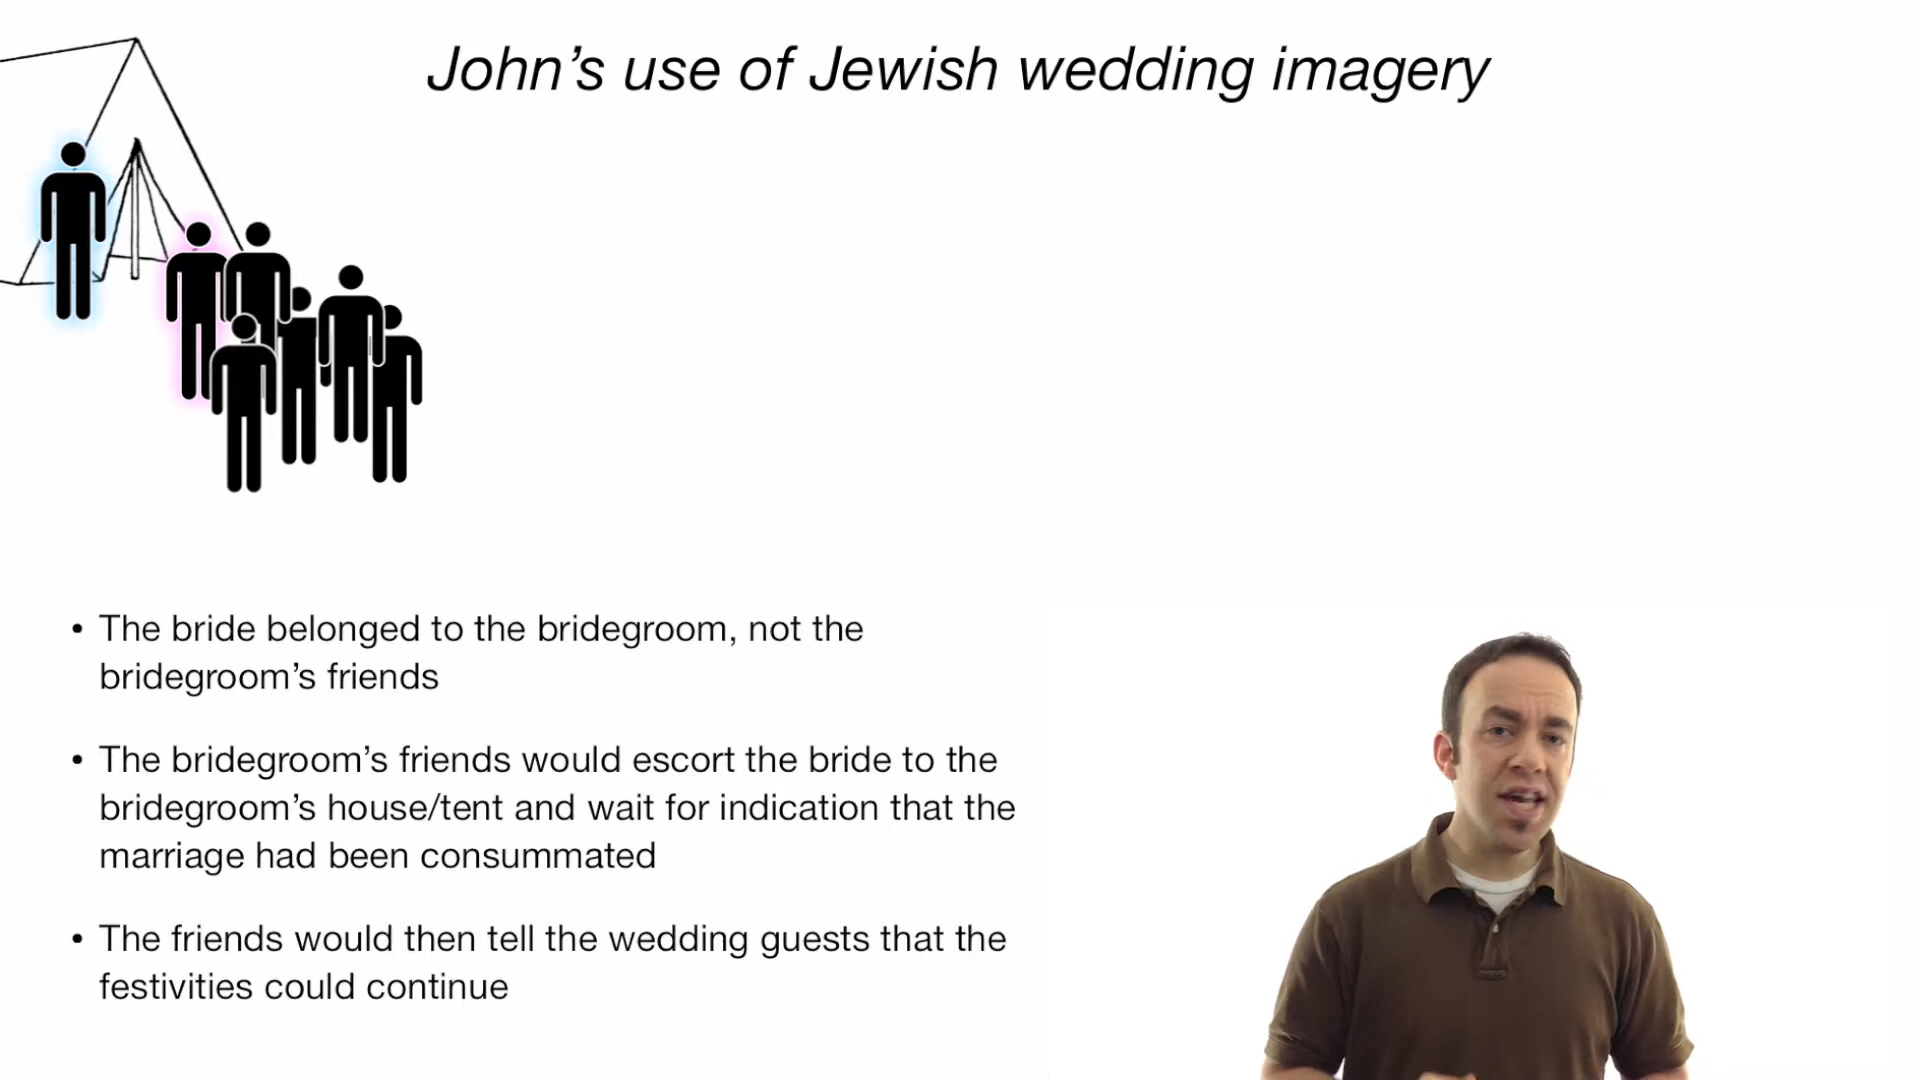 John’s use of Jewish wedding imagery
• The bride belonged to the bridegroom, not the
bridegroom’s friends
• The bridegroom’s friends would escort the bride to the
bridegroom’s house/tent and wait for indication that the
marriage had been consummated
• The friends would then tell the wedding guests that the
festivities could continue